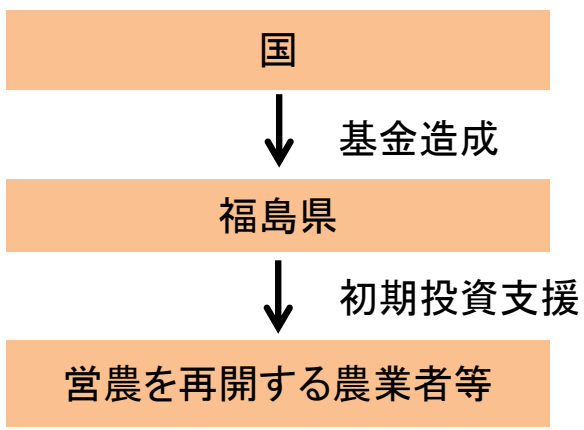 国
基金造成
福島県
初期投資支援
営農を再開する農業者等